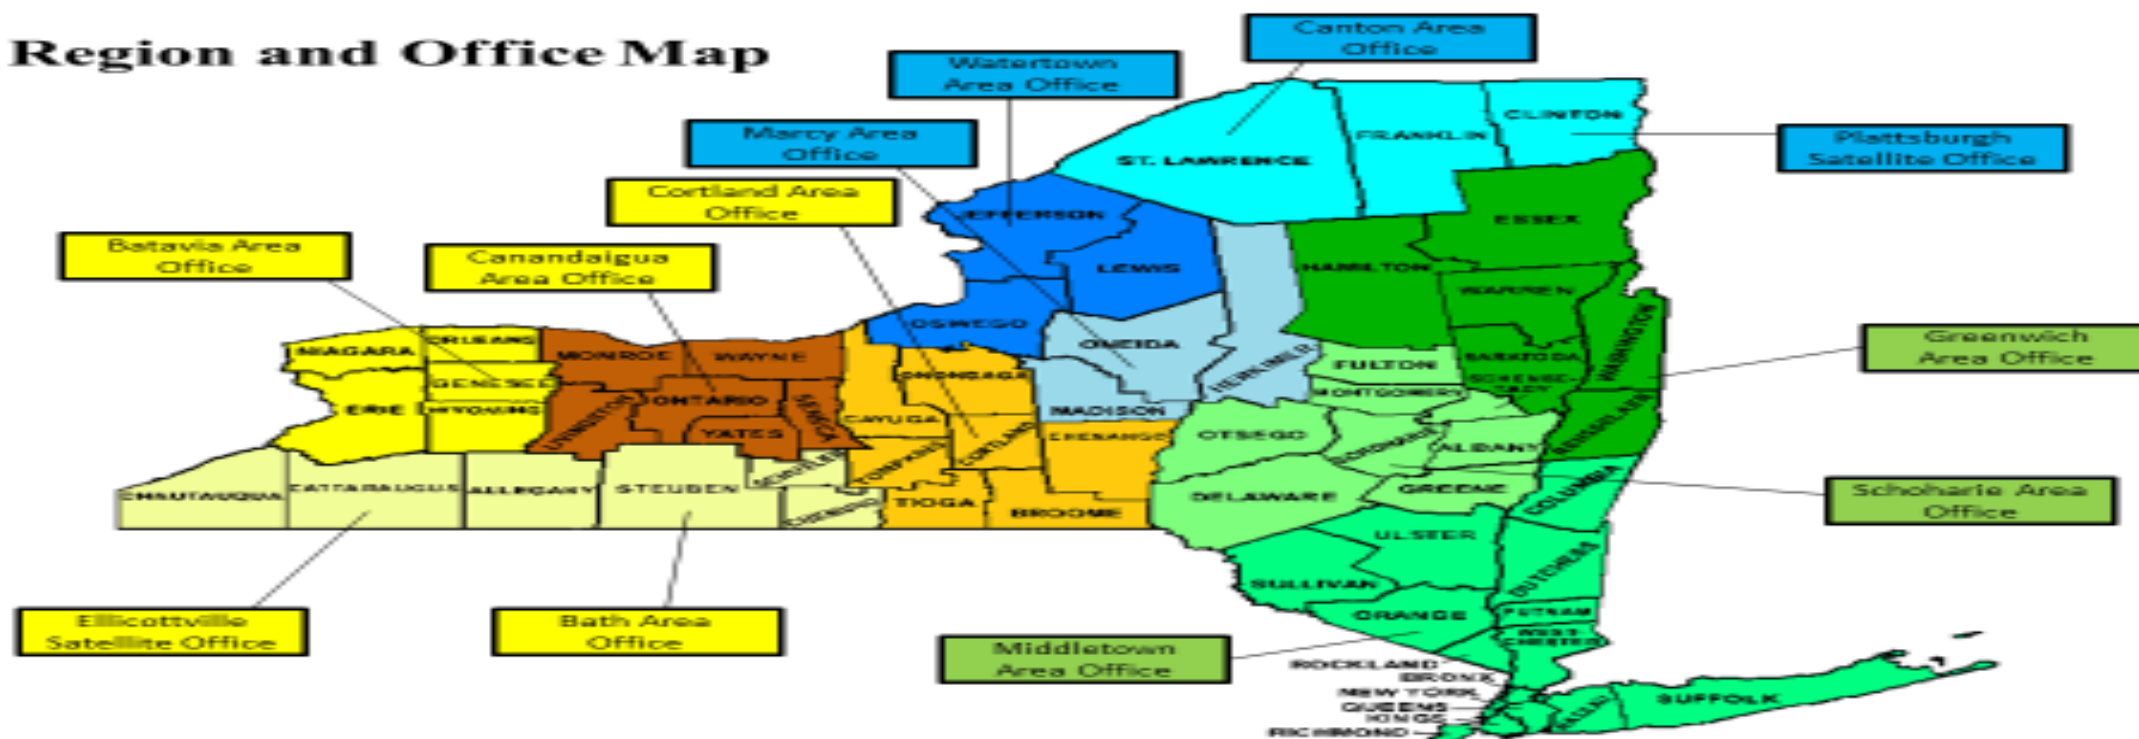 Region and Office Map
Canton Area
Office
Watertown
Area Office
Marcy Area
Office
Plattsburgh
Satellite Office
Cortland Area
Office
Batavia Area
Office
Canandaigua
Area Office
Greenwich
Area Office
Schoharie Area
Office
Ellicottville
Satellite Office
Bath Area
Office
Middletown
Area Office
CLINTON
FRANKLIN
ST. LAWRENCE
JEFFERSON
ESSEX
LEWIS
HAMILTON
WARREN
OSWEGO
WASHINGTON
ONEIDA
HERKIMER
NIAGARA
ORLEANS
MONROE
WAYNE
FULTON
SARATOGA
SCHENEC-
TADY
GENESEE
ONONDAGA
MONTGOMERY
ERIE
WYOMING
LIVINGSTON
ONTARIO
SENECA
CAYUGA
MADISON
RENSSELAER
YATES
CORTLAND
CHENANGO
OTSEGO
SCHOHARIE
ALBANY
TOMPKINS
SCHUYLER
CHAUTAUQUA
CATTARAUGUS
ALLEGANY
STEUBEN
CHEMUNG
TIOGA
BROOME
DELAWARE
GREENE
COLUMBIA
ULSTER
DUTCHESS
SULLIVAN
ORANGE
PUTNAM
WEST-
CHESTER
ROCKLAND
BRONX
NEW YORK
QUEENS
KINGS
RICHMOND
NASSAU
SUFFOLK